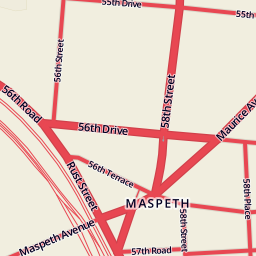 55th Drive
55th
56th Street
58th Street
56th Road
Maurice Av
56th Drive
56th Terrace
Rust Street
MASPETH
58th Place
58th Street
Maspeth Avenue
57th Road